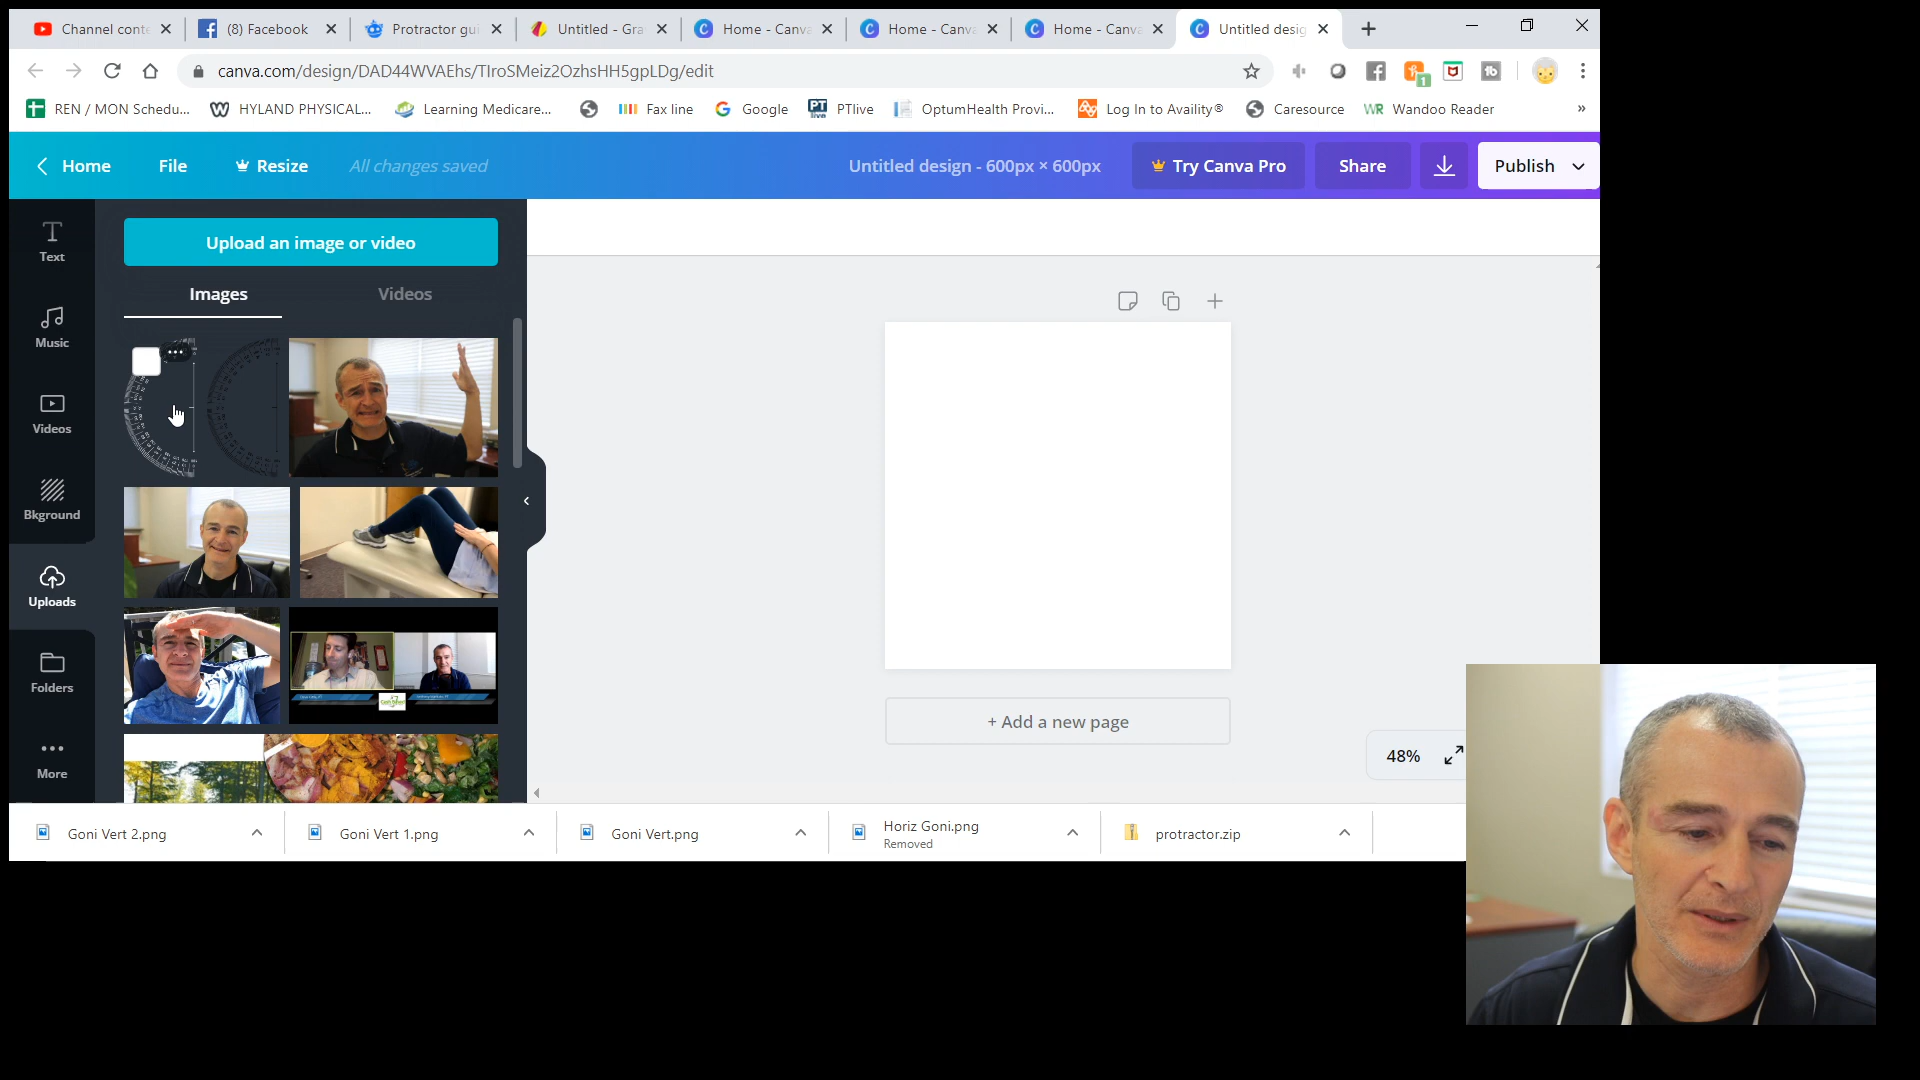 Channel conte
(8) Facebook
Protractor gui
Untitled - Gra
Home - Canva
Home - Canva
Home - Canva
Untitled desig
canva.com/design/DAD44WVAEhs/TIroSMeiz2OzhsHH5gpLDg/edit
1
REN / MON Schedu...
HYLAND PHYSICAL...
Learning Medicare...
Fax line
Google
PT live
PTlive
OptumHealth Provi...
Log In to Availity®
Caresource
WR
Wandoo Reader
Home
File
Resize
All changes saved
Untitled design - 600px × 600px
Try Canva Pro
Share
Publish
Text
Music
Videos
Bkground
Uploads
Folders
More
Upload an image or video
Images
Videos
+ Add a new page
48%
Goni Vert 2.png
Goni Vert 1.png
Goni Vert.png
Horiz Goni.png
Removed
protractor.zip